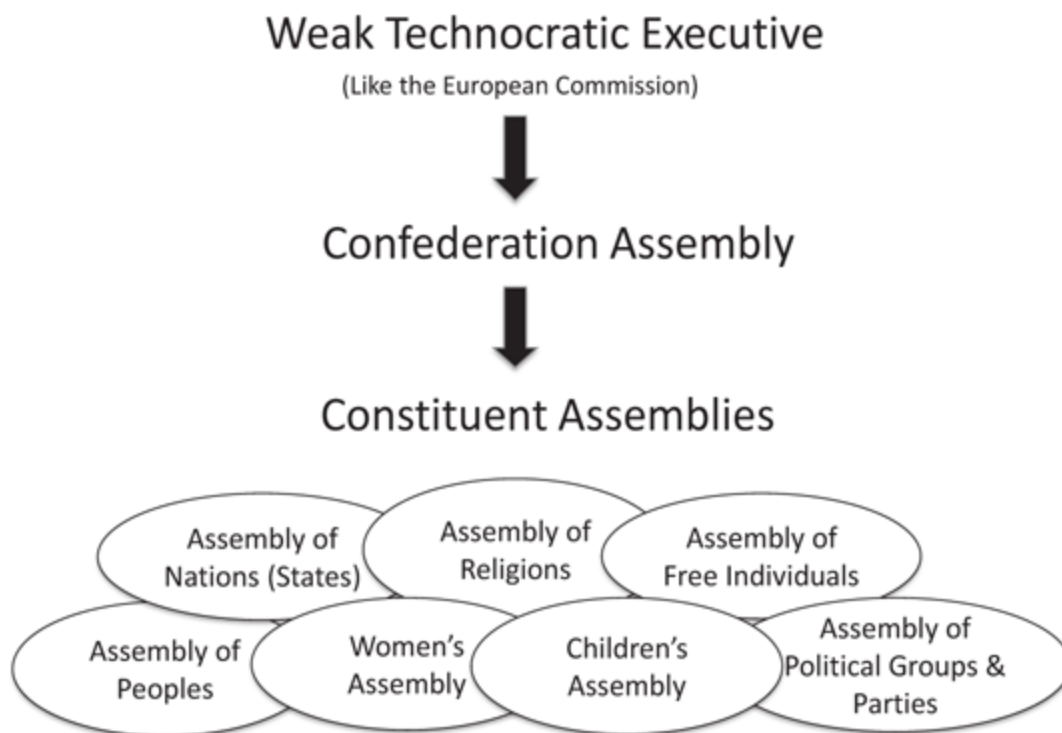 Weak Technocratic Executive
(Like the European Commission)
Confederation Assembly
Constituent Assemblies
Assembly of
Nations (States)
Assembly of
Religions
Assembly of
Free Individuals
Assembly of
Peoples
Women’s
Assembly
Children’s
Assembly
Assembly of
Political Groups &
Parties